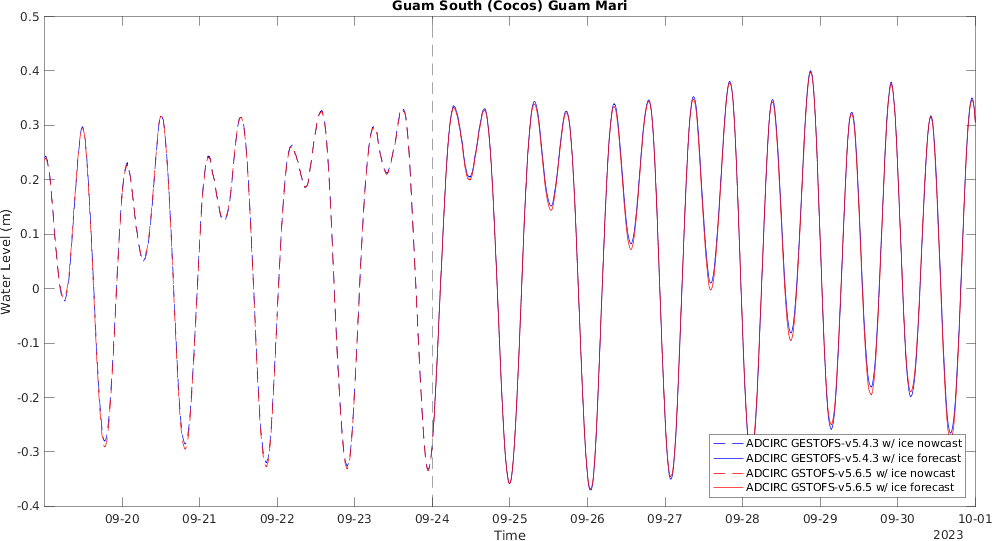 Guam South (Cocos) Guam Mari
0.5
0.4
0.3
0.2
0.1
0
-0.1
-0.2
-0.3
-0.4
Water Level (m)
ADCIRC GESTOFS-v5.4.3 w/ ice nowcast
ADCIRC GESTOFS-v5.4.3 w/ ice forecast
ADCIRC GSTOFS-v5.6.5 w/ ice nowcast
ADCIRC GSTOFS-v5.6.5 w/ ice forecast
09-20 09-21 09-22 09-23 09-24 09-25 09-26 09-27 09-28 09-29 09-30 10-01
Time
2023